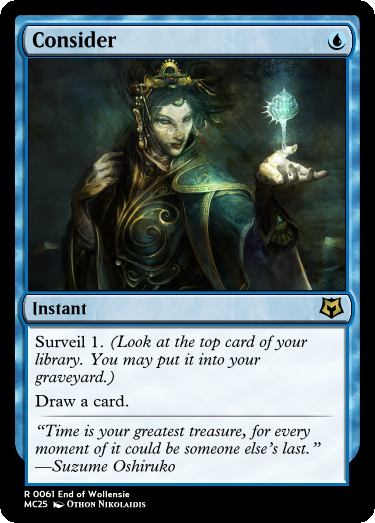 Consider
Instant
Surveil 1. (Look at the top card of your
library. You may put it into your
graveyard.)
Draw a card.
“Time is your greatest treasure, for every
moment of it could be someone else’s last.”
—Suzume Oshiruko
R 0061 End of Wollensie
MC25 Othon Nikolaidis